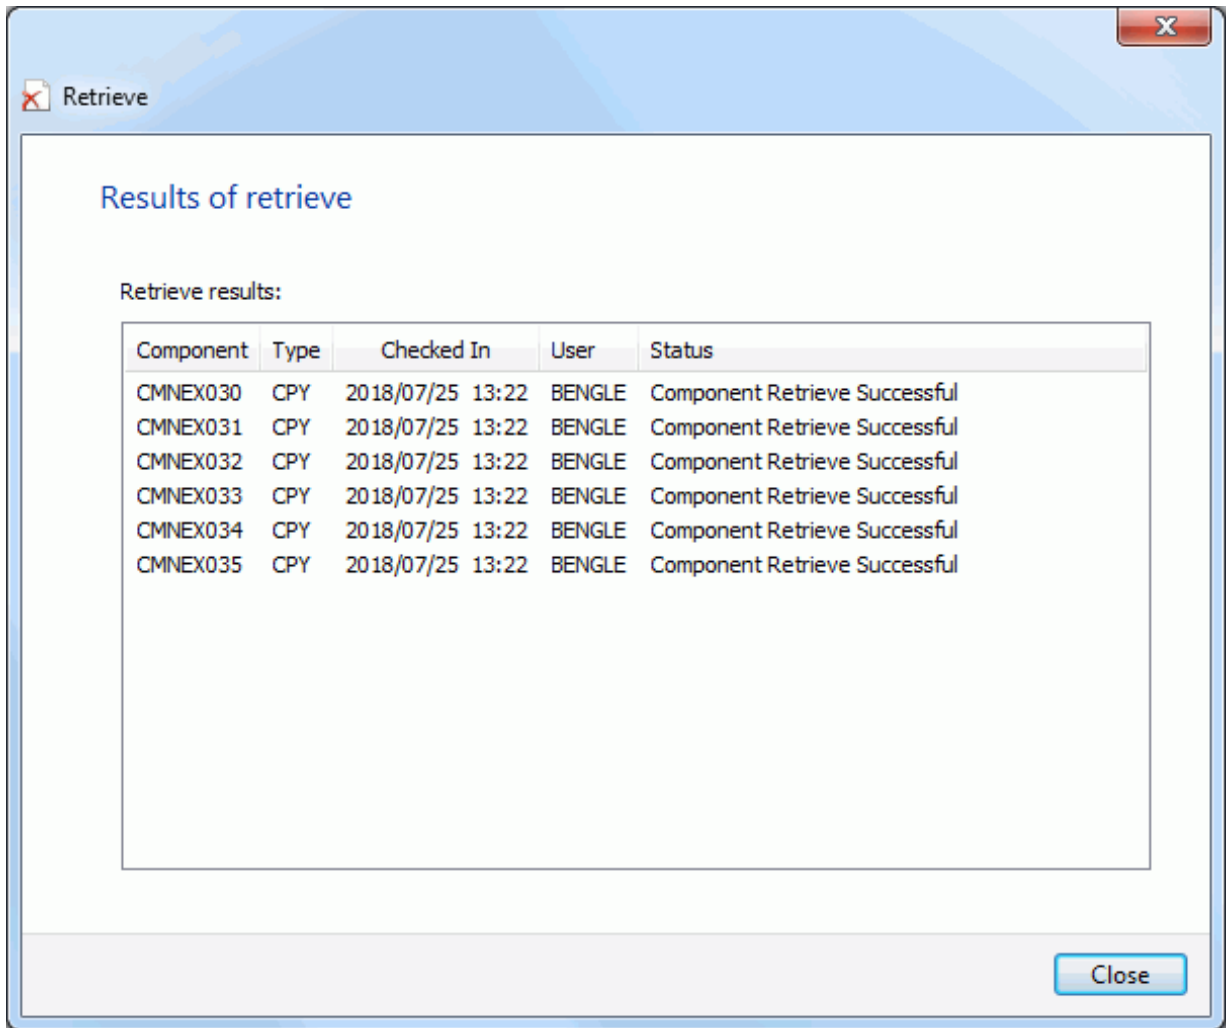 Retrieve
Results of retrieve
Retrieve results:
Component Type Checked In User Status
CMNEX030 CPY 2018/07/25 13:22 BENGLE Component Retrieve Successful
CMNEX031 CPY 2018/07/25 13:22 BENGLE Component Retrieve Successful
CMNEX032 CPY 2018/07/25 13:22 BENGLE Component Retrieve Successful
CMNEX033 CPY 2018/07/25 13:22 BENGLE Component Retrieve Successful
CMNEX034 CPY 2018/07/25 13:22 BENGLE Component Retrieve Successful
CMNEX035 CPY 2018/07/25 13:22 BENGLE Component Retrieve Successful
Close